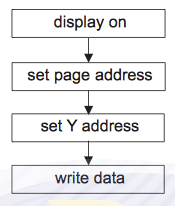 display on
set page address
set Y address
write data